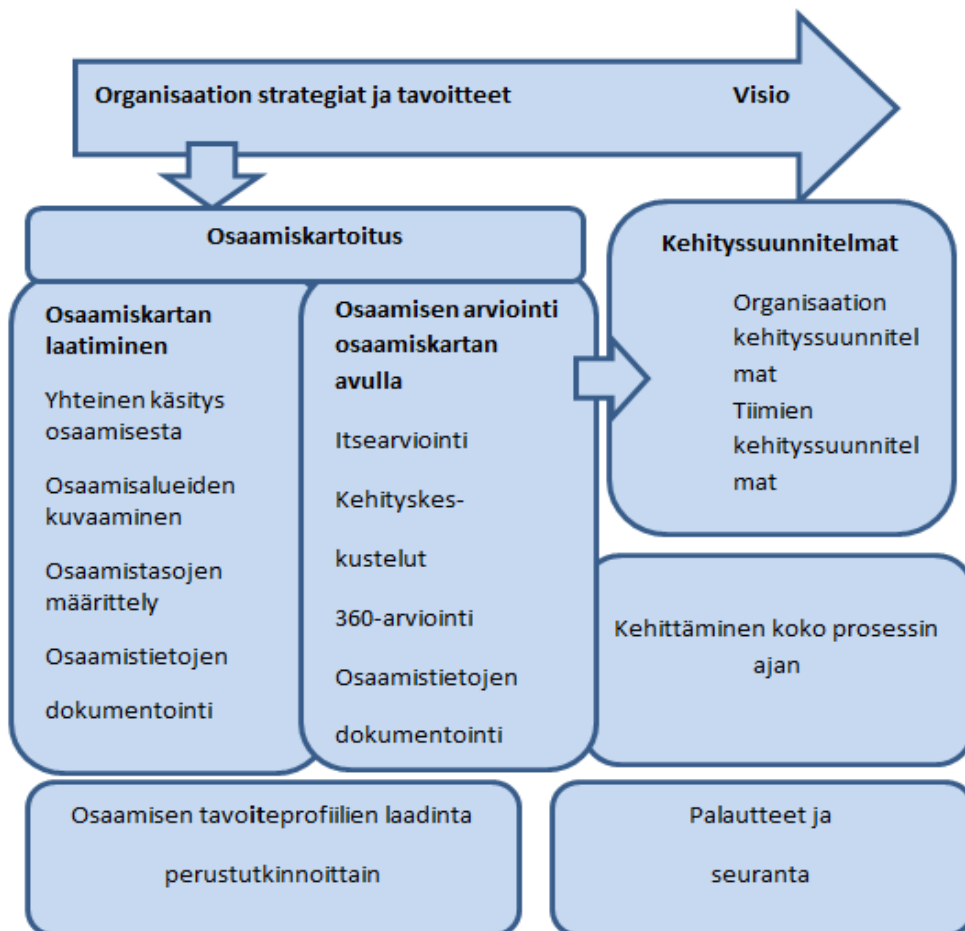 Organisaation strategiat ja tavoitteet Visio
Osaamiskartoitus
Osaamiskartan
laatiminen
Yhteinen käsitys
osaamisesta
Osaamisalueiden
kuvaaminen
Osaamistasojen
määrittely
Osaamistietojen
dokumentointi
Osaamisen arviointi
osaamiskartan
avulla
Itsearviointi
Kehityskes-
kustelut
360-arviointi
Osaamistietojen
dokumentointi
Kehityssuunnitelmat
Organisaation
kehityssuunnitel
mat
Tiimien
kehityssuunnitel
mat
Kehittäminen koko prosessin
ajan
Osaamisen tavoiteprofiilien laadinta
perustutkinnoittain
Palautteet ja
seuranta